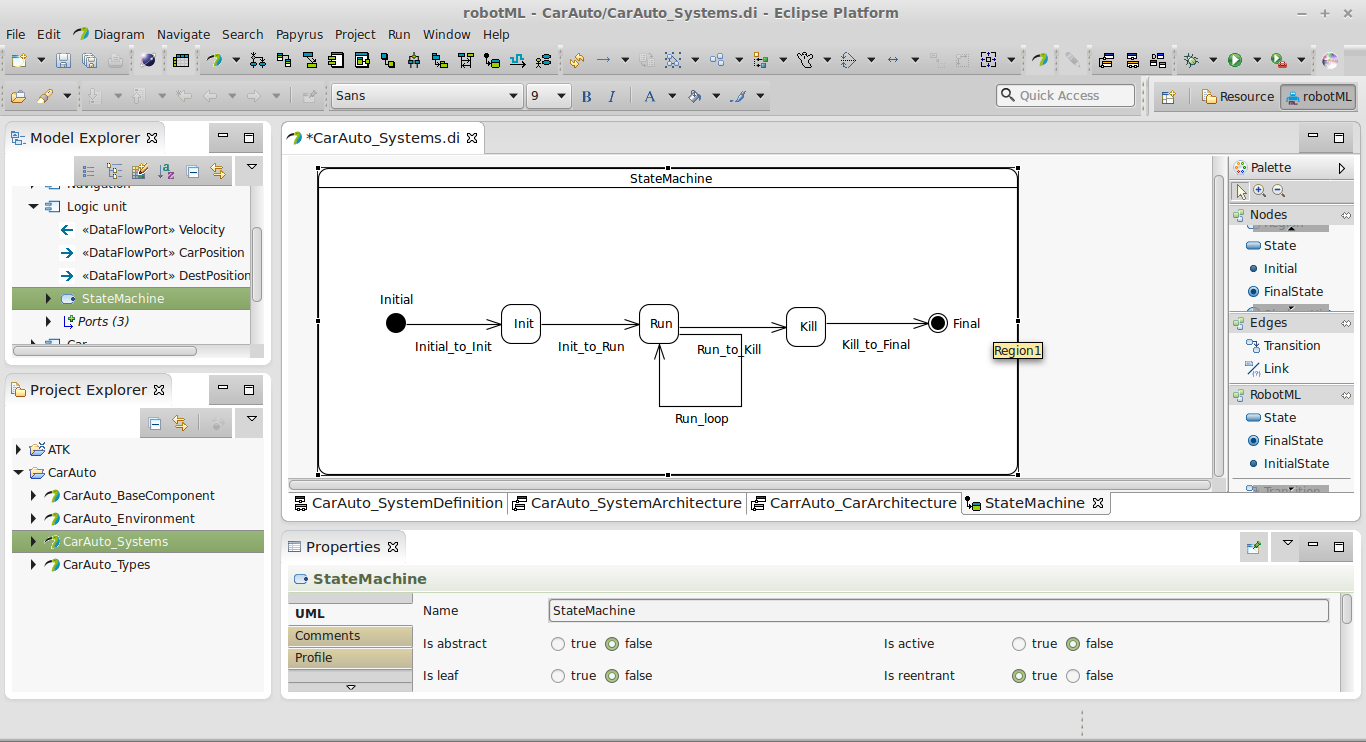 robotML - CarAuto/CarAuto_Systems.di - Eclipse Platform
File Edit Diagram Navigate Search Papyrus Project Run Window Help
Sans 9 B I A Quick Access Resource robotML
Model Explorer
Navigation
Logic unit
«DataFlowPort» Velocity
«DataFlowPort» CarPosition
«DataFlowPort» DestPosition
StateMachine
Ports (3)
Car
Project Explorer
ATK
CarAuto
CarAuto_BaseComponent
CarAuto_Environment
CarAuto_Systems
CarAuto_Types
*CarAuto_Systems.di
StateMachine
Initial
Init
Run
Kill
Final
Initial_to_Init
Init_to_Run
Run_to_Kill
Kill_to_Final
Region1
Run_loop
Palette
Nodes
State
Initial
FinalState
Edges
Transition
Link
RobotML
State
FinalState
InitialState
Transition
CarAuto_SystemDefinition CarAuto_SystemArchitecture CarrAuto_CarArchitecture StateMachine
Properties
StateMachine
UML
Comments
Profile
Name StateMachine
Is abstract true false Is active true false
Is leaf true false Is reentrant true false